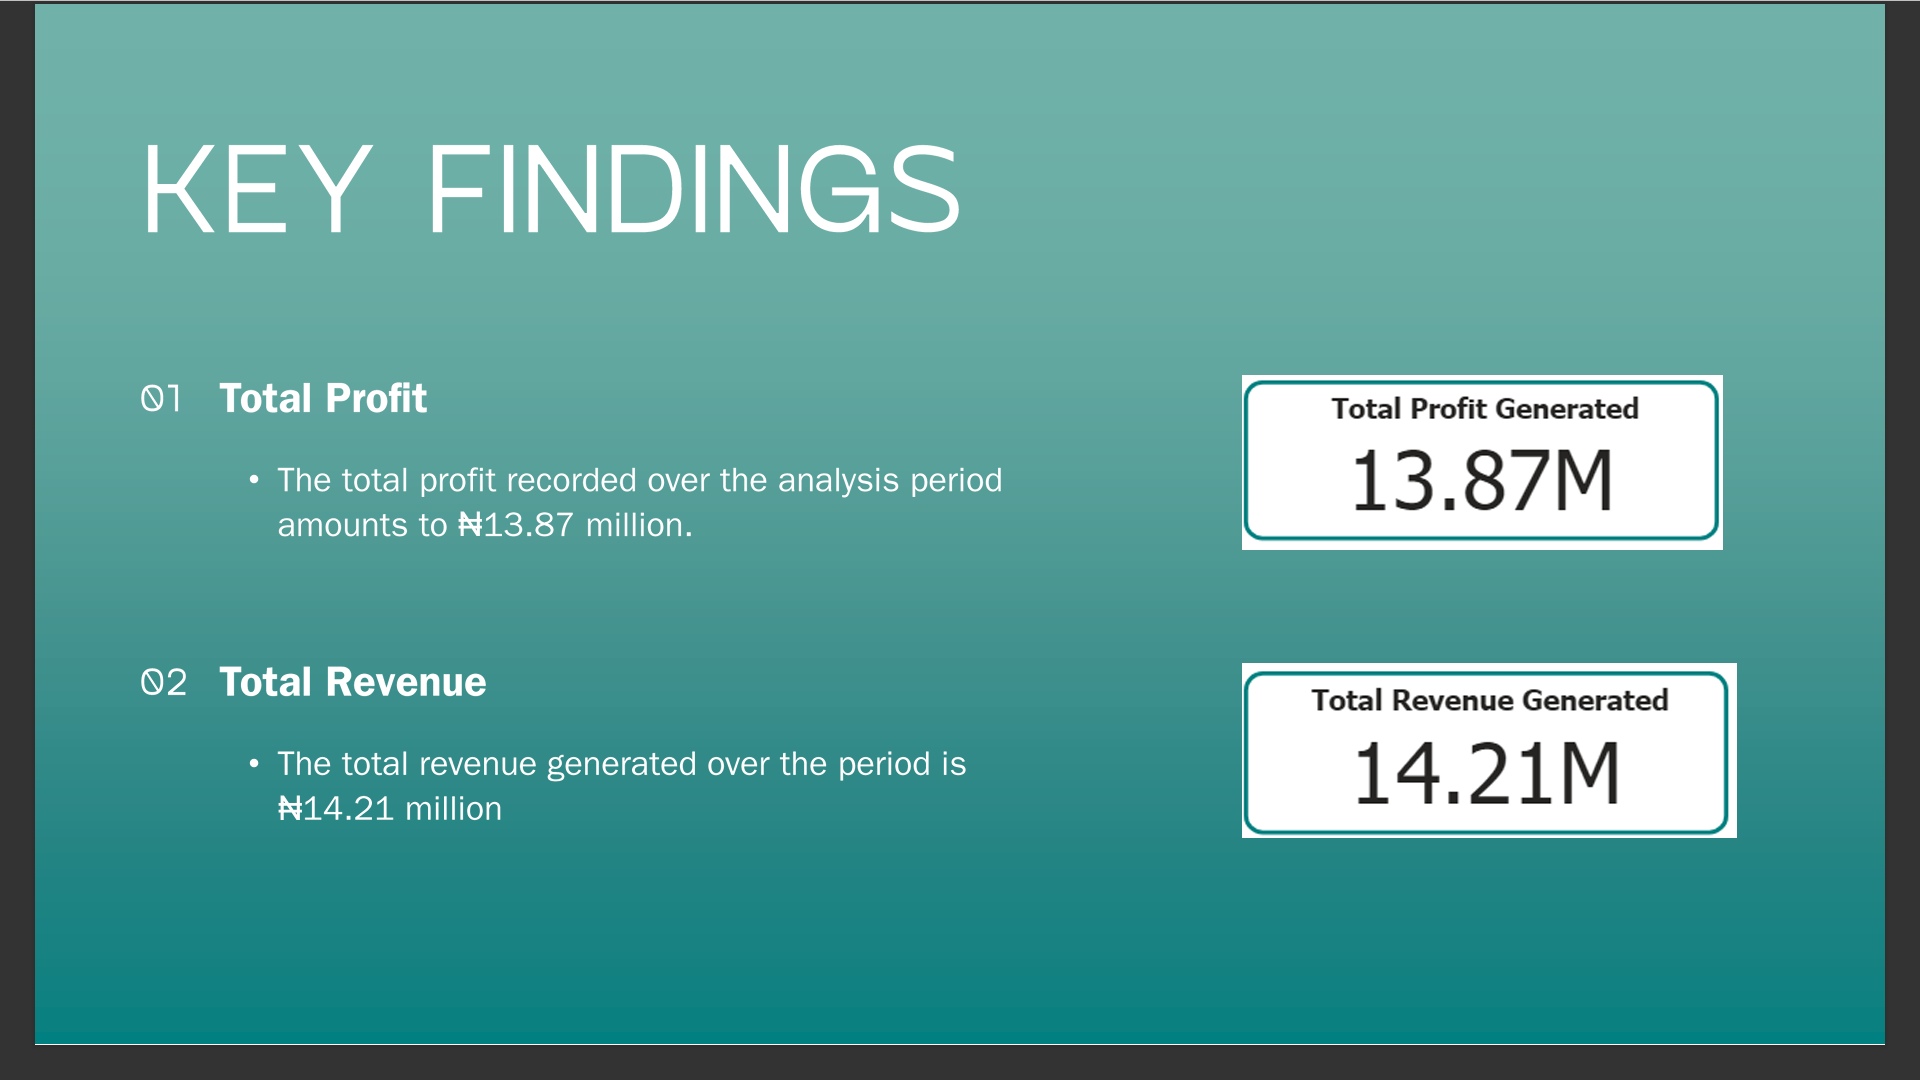 KEY FINDINGS
01 Total Profit
• The total profit recorded over the analysis period
amounts to ₦13.87 million.
Total Profit Generated
13.87M
02 Total Revenue
• The total revenue generated over the period is
₦14.21 million
Total Revenue Generated
14.21M